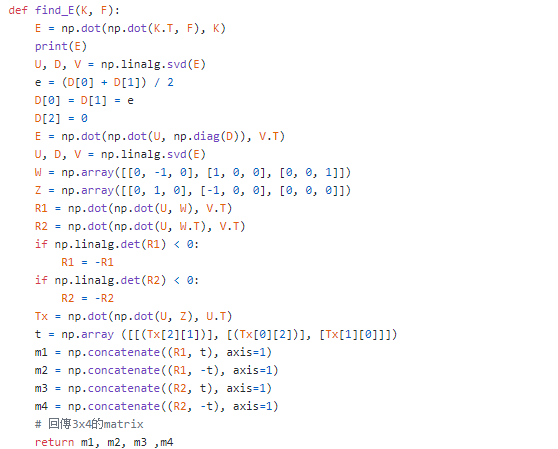 def find_E(K, F):
    E = np.dot(np.dot(K.T, F), K)
    print(E)
    U, D, V = np.linalg.svd(E)
    e = (D[0] + D[1]) / 2
    D[0] = D[1] = e
    D[2] = 0
    E = np.dot(np.dot(U, np.diag(D)), V.T)
    U, D, V = np.linalg.svd(E)
    W = np.array([[0, -1, 0], [1, 0, 0], [0, 0, 1]])
    Z = np.array([[0, 1, 0], [-1, 0, 0], [0, 0, 0]])
    R1 = np.dot(np.dot(U, W), V.T)
    R2 = np.dot(np.dot(U, W.T), V.T)
    if np.linalg.det(R1) < 0:
        R1 = -R1
    if np.linalg.det(R2) < 0:
        R2 = -R2
    Tx = np.dot(np.dot(U, Z), U.T)
    t = np.array ([[(Tx[2][1])], [(Tx[0][2])], [Tx[1][0]]])
    m1 = np.concatenate((R1, t), axis=1)
    m2 = np.concatenate((R1, -t), axis=1)
    m3 = np.concatenate((R2, t), axis=1)
    m4 = np.concatenate((R2, -t), axis=1)
    # 回傳3x4的matrix
    return m1, m2, m3 ,m4